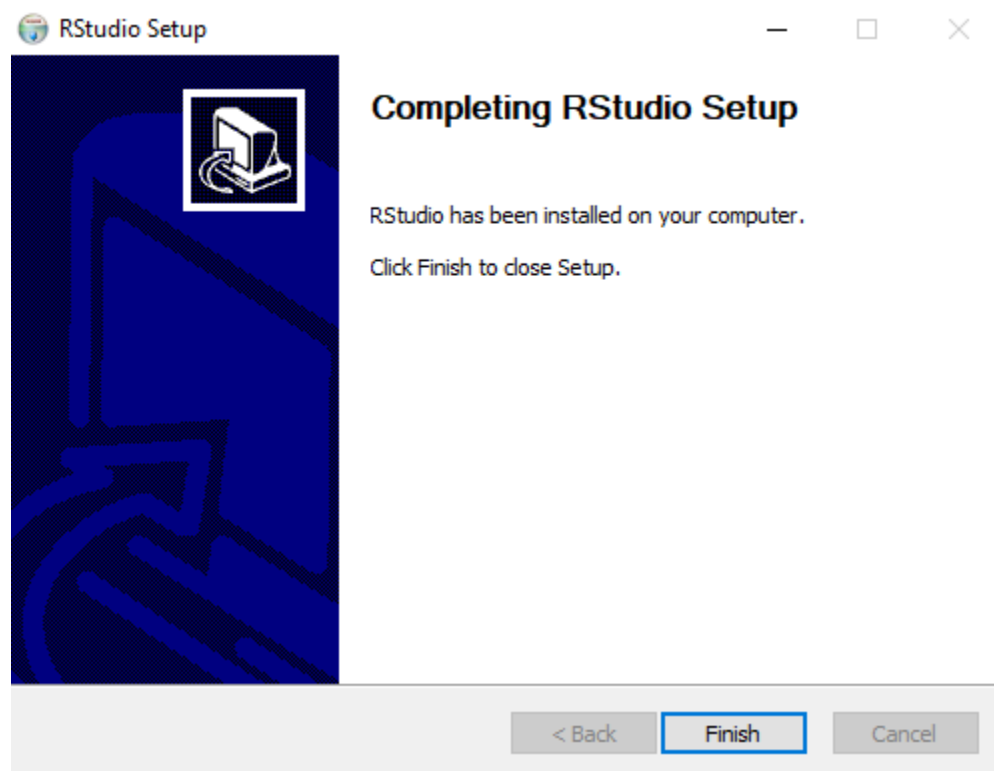 RStudio Setup
Completing RStudio Setup
RStudio has been installed on your computer.
Click Finish to close Setup.
< Back
Finish
Cancel